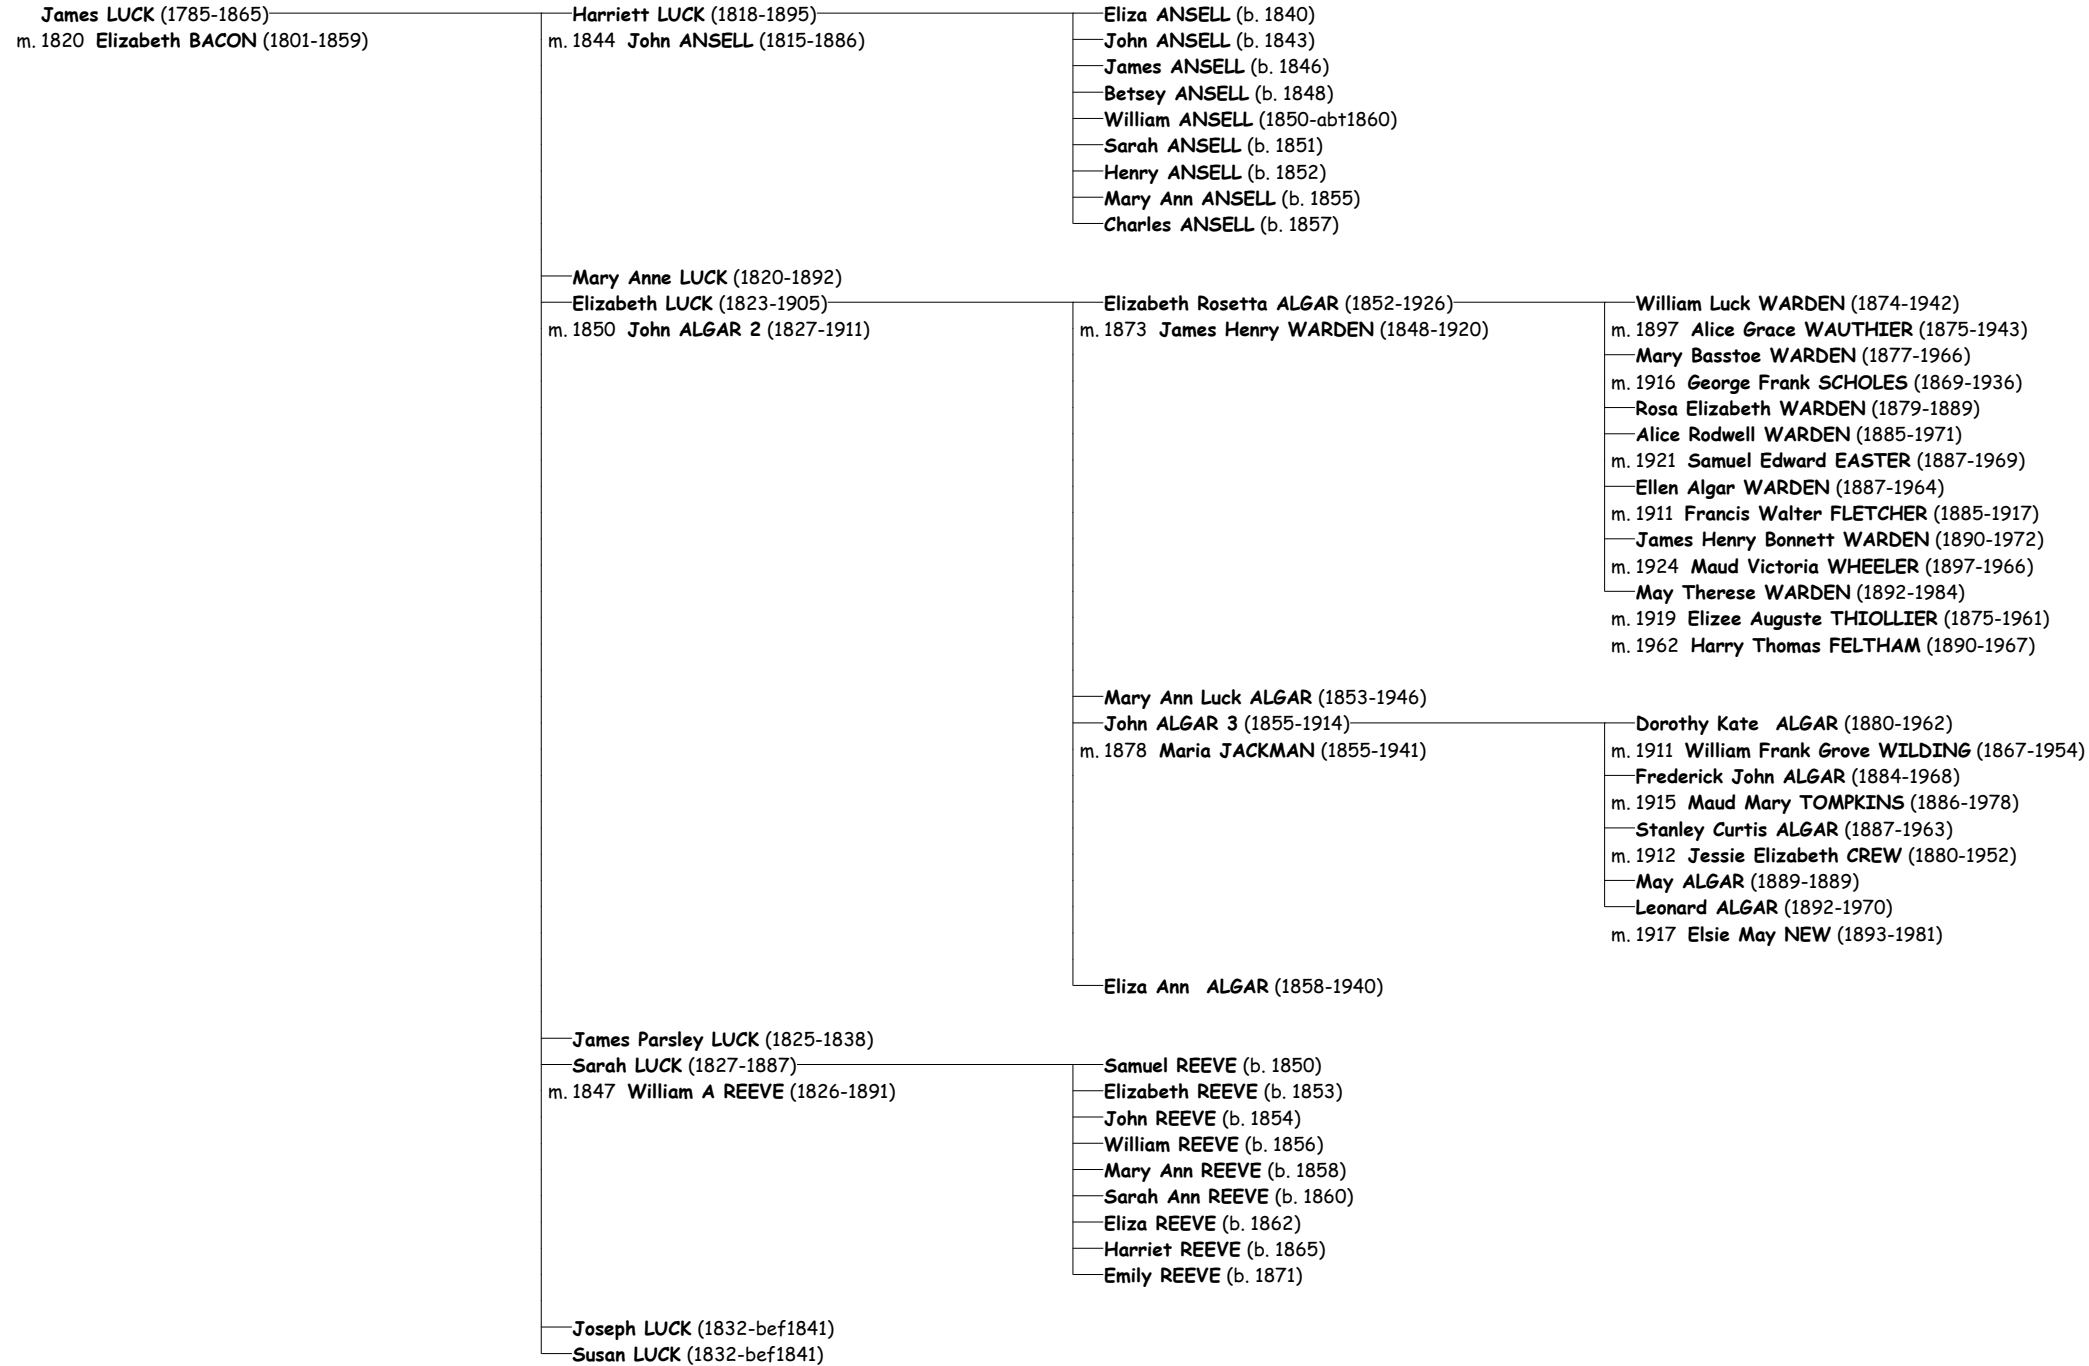 James LUCK (1785-1865)
m. 1820 Elizabeth BACON (1801-1859)
Harriett LUCK (1818-1895)
m. 1844 John ANSELL (1815-1886)
Eliza ANSELL (b. 1840)
John ANSELL (b. 1843)
James ANSELL (b. 1846)
Betsey ANSELL (b. 1848)
William ANSELL (1850-abt1860)
Sarah ANSELL (b. 1851)
Henry ANSELL (b. 1852)
Mary Ann ANSELL (b. 1855)
Charles ANSELL (b. 1857)
Mary Anne LUCK (1820-1892)
Elizabeth LUCK (1823-1905)
m. 1850 John ALGAR 2 (1827-1911)
Elizabeth Rosetta ALGAR (1852-1926)
m. 1873 James Henry WARDEN (1848-1920)
William Luck WARDEN (1874-1942)
m. 1897 Alice Grace WAUTHIER (1875-1943)
Mary Basstoe WARDEN (1877-1966)
m. 1916 George Frank SCHOLES (1869-1936)
Rosa Elizabeth WARDEN (1879-1889)
Alice Rodwell WARDEN (1885-1971)
m. 1921 Samuel Edward EASTER (1887-1969)
Ellen Algar WARDEN (1887-1964)
m. 1911 Francis Walter FLETCHER (1885-1917)
James Henry Bonnett WARDEN (1890-1972)
m. 1924 Maud Victoria WHEELER (1897-1966)
May Therese WARDEN (1892-1984)
m. 1919 Elizee Auguste THIOLLIER (1875-1961)
m. 1962 Harry Thomas FELTHAM (1890-1967)
Mary Ann Luck ALGAR (1853-1946)
John ALGAR 3 (1855-1914)
m. 1878 Maria JACKMAN (1855-1941)
Dorothy Kate ALGAR (1880-1962)
m. 1911 William Frank Grove WILDING (1867-1954)
Frederick John ALGAR (1884-1968)
m. 1915 Maud Mary TOMPKINS (1886-1978)
Stanley Curtis ALGAR (1887-1963)
m. 1912 Jessie Elizabeth CREW (1880-1952)
May ALGAR (1889-1889)
Leonard ALGAR (1892-1970)
m. 1917 Elsie May NEW (1893-1981)
Eliza Ann ALGAR (1858-1940)
James Parsley LUCK (1825-1838)
Sarah LUCK (1827-1887)
m. 1847 William A REEVE (1826-1891)
Samuel REEVE (b. 1850)
Elizabeth REEVE (b. 1853)
John REEVE (b. 1854)
William REEVE (b. 1856)
Mary Ann REEVE (b. 1858)
Sarah Ann REEVE (b. 1860)
Eliza REEVE (b. 1862)
Harriet REEVE (b. 1865)
Emily REEVE (b. 1871)
Joseph LUCK (1832-bef1841)
Susan LUCK (1832-bef1841)